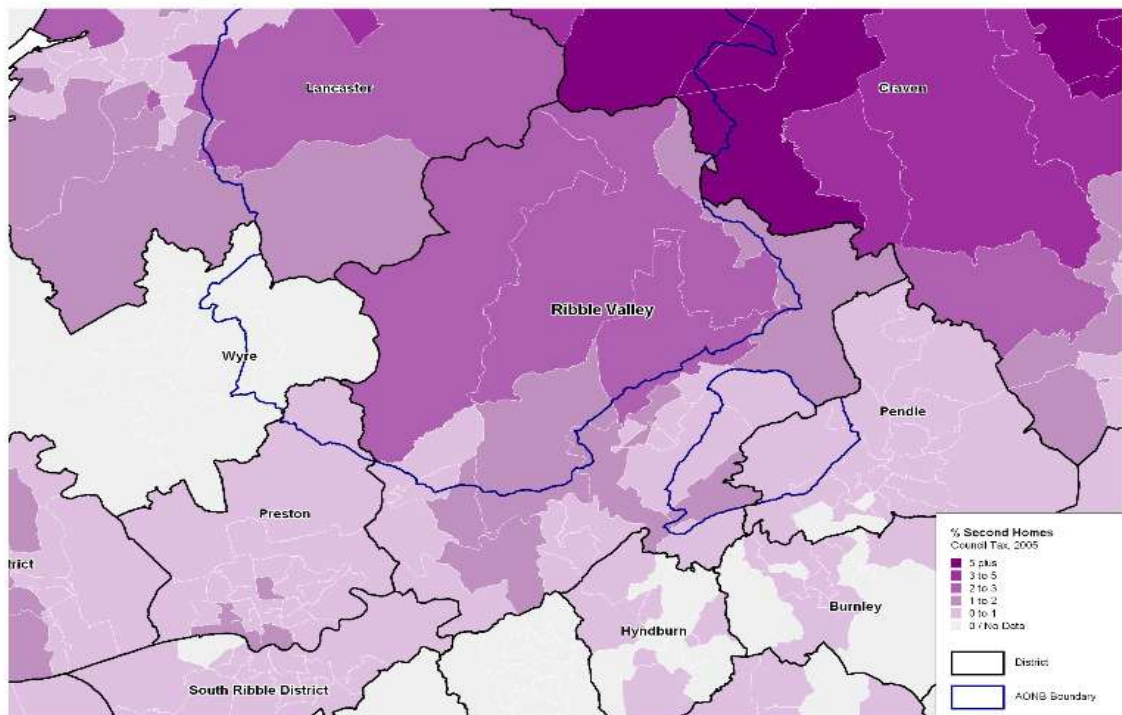 Lancaster
Craven
Ribble Valley
Wyre
Pendle
Preston
trict
Burnley
Hyndburn
South Ribble District
% Second Homes
Council Tax, 2005
5 plus
3 to 5
2 to 3
1 to 2
0 to 1
0 / No Data
District
AONB Boundary